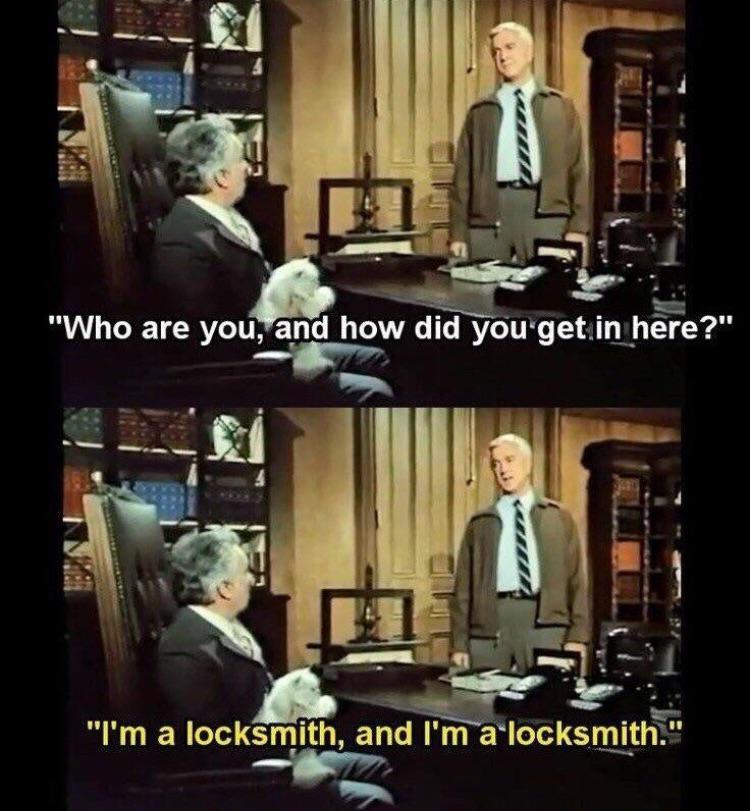 "Who are you, and how did you get in here?"
"I'm a locksmith, and I'm a locksmith."